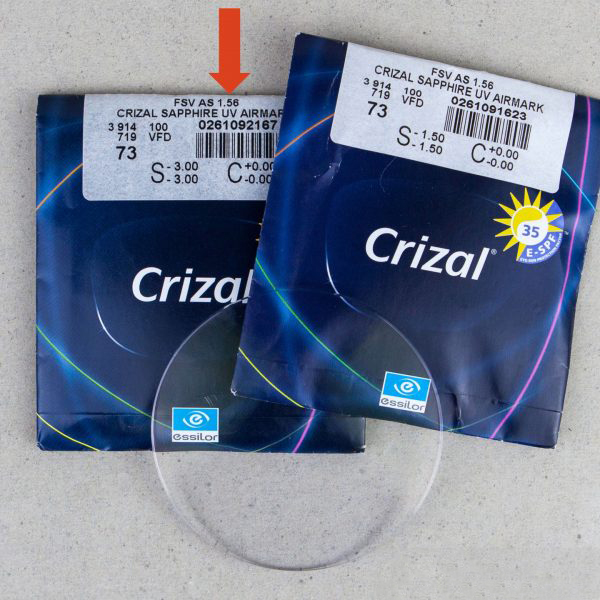 FSV AS 1.56
CRIZAL SAPPHIRE UV AIRMAR
3 914 100 0261092167
719 VFD
73
S - 3.00 C +0.00
- 3.00 -0.00
Crizal
essilor
FSV AS 1.56
CRIZAL SAPPHIRE UV AIRMARK
3 914 100 0261091623
719 VFD
73
S - 1.50 C +0.00
- 1.50 -0.00
35
E-SPF
Crizal®
essilor